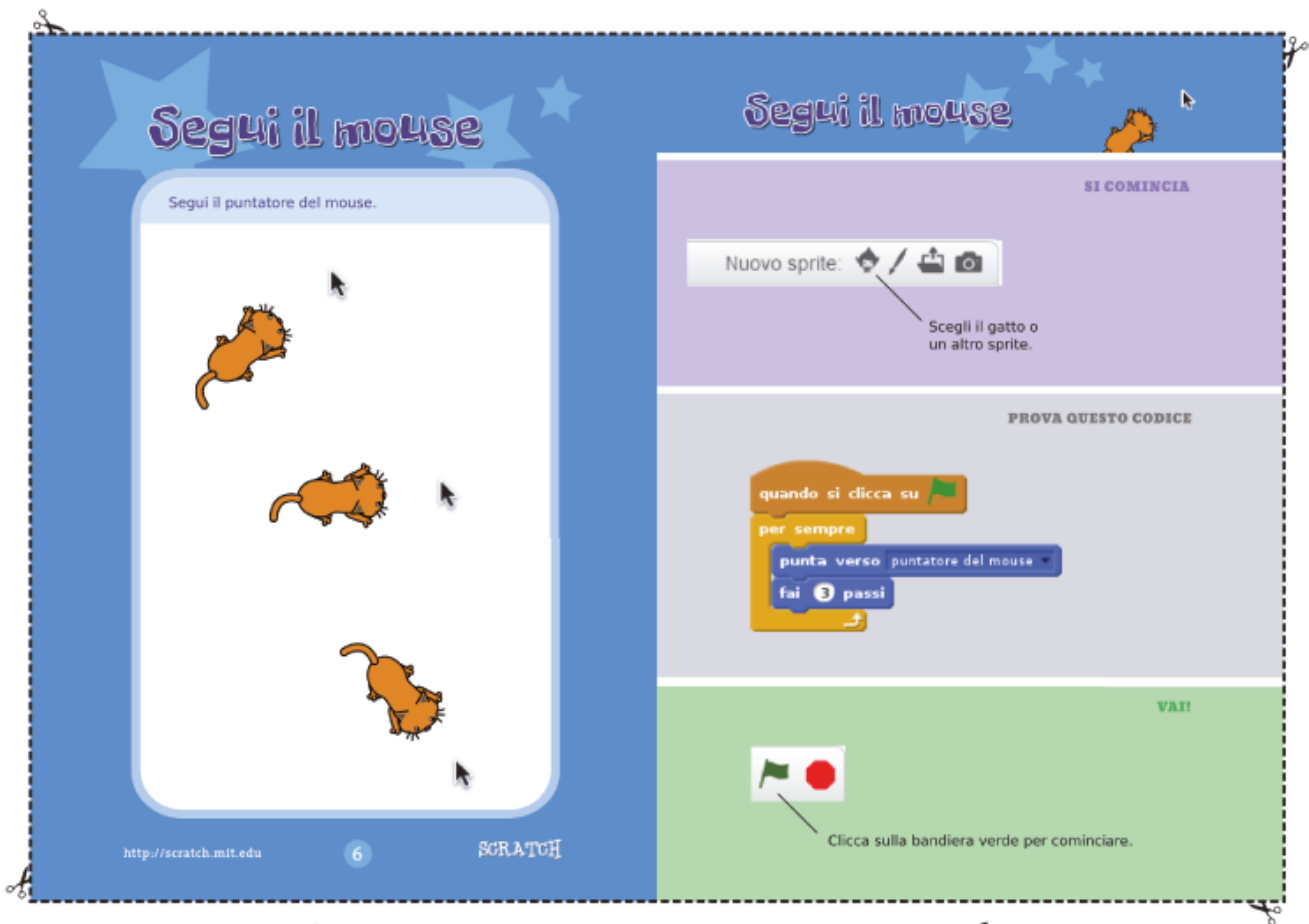 Segui il mouse
Segui il puntatore del mouse.
http://scratch.mit.edu
6
SCRATCH
Segui il mouse
SI COMINCIA
Nuovo sprite:
Scegli il gatto o
un altro sprite.
PROVA QUESTO CODICE
quando si clicca su
per sempre
punta verso puntatore del mouse
fai 3 passi
VAI!
Clicca sulla bandiera verde per cominciare.